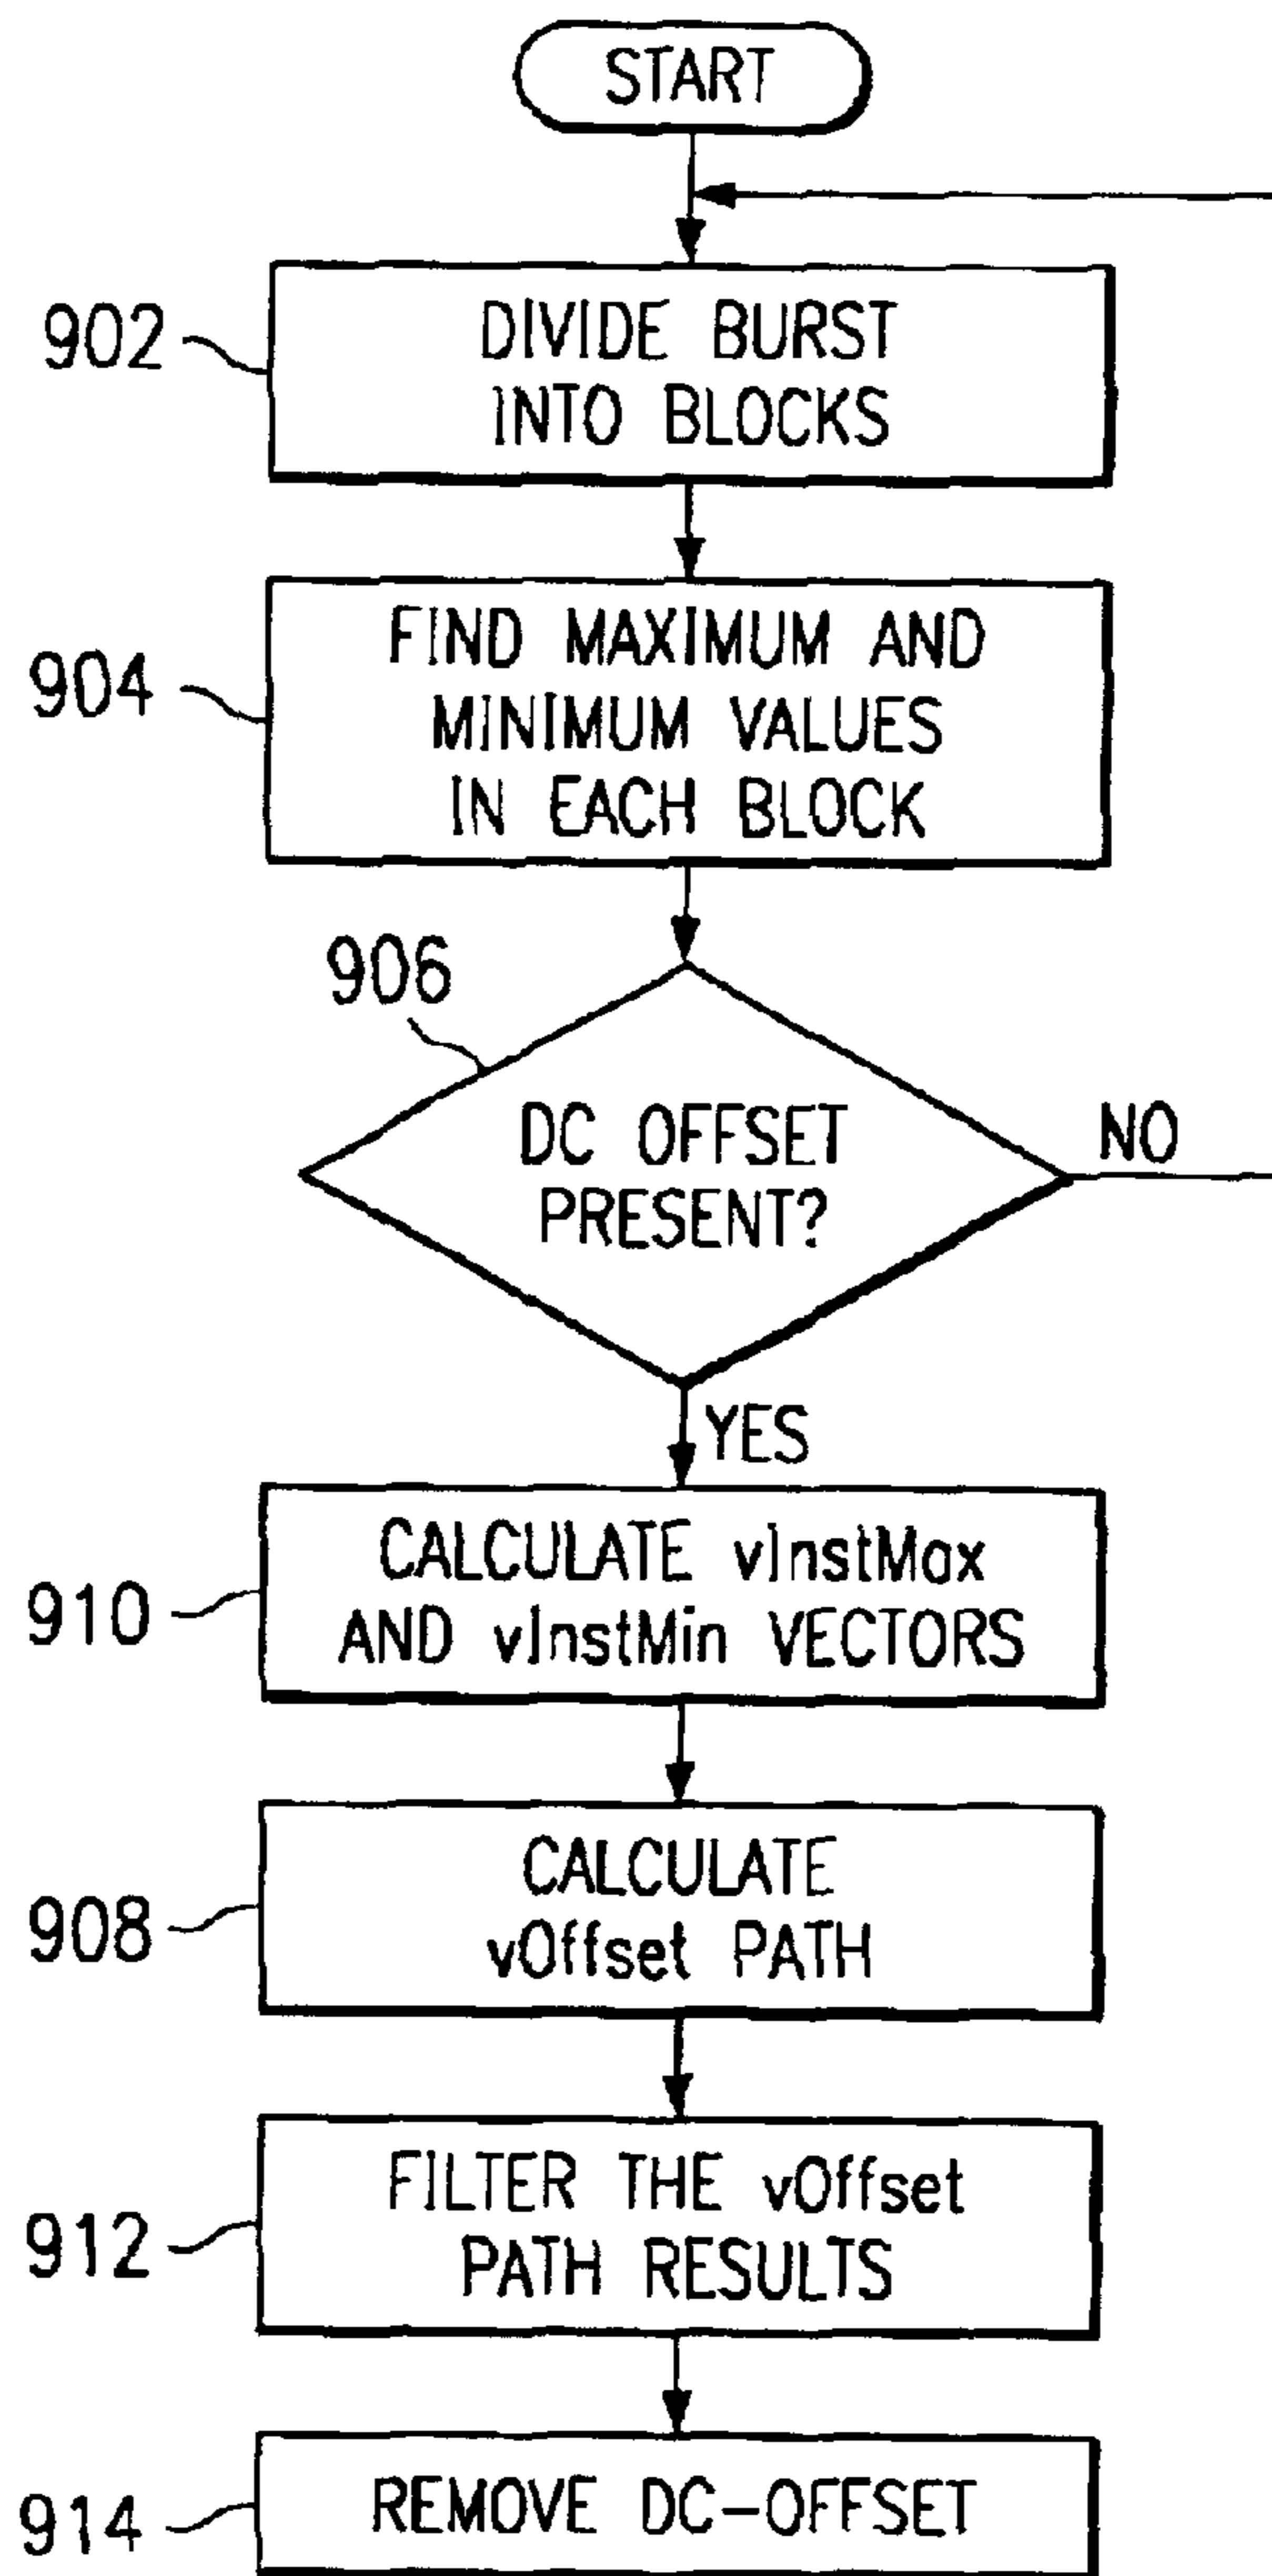 START
902
DIVIDE BURST
INTO BLOCKS
904
FIND MAXIMUM AND
MINIMUM VALUES
IN EACH BLOCK
906
DC OFFSET
PRESENT?
NO
YES
910
CALCULATE vInstMax
AND vInstMin VECTORS
908
CALCULATE
vOffset PATH
912
FILTER THE vOffset
PATH RESULTS
914
REMOVE DC-OFFSET